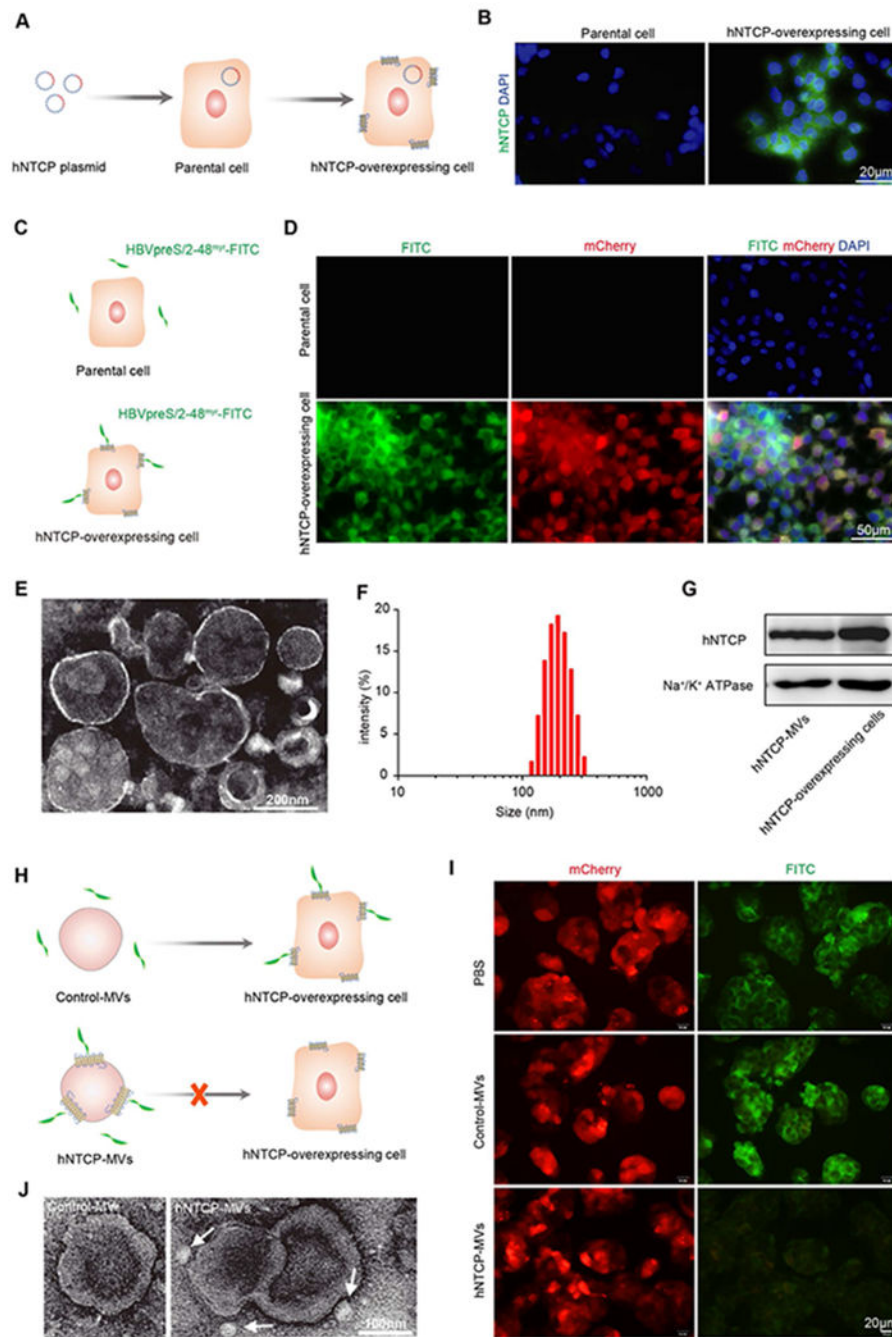 A
hNTCP plasmid
Parental cell
hNTCP-overexpressing cell
B
Parental cell
hNTCP-overexpressing cell
hNTCP DAPI
20μm
C
HBVpreS/2-48myr-FITC
Parental cell
HBVpreS/2-48myr-FITC
hNTCP-overexpressing cell
D
FITC
mCherry
FITC mCherry DAPI
Parental cell
hNTCP-overexpressing cell
50μm
E
200nm
F
intensity (%)
20
15
10
5
0
10
100
1000
Size (nm)
G
hNTCP
Na⁺/K⁺ ATPase
hNTCP-MVs
hNTCP-overexpressing cells
H
Control-MVs
hNTCP-overexpressing cell
hNTCP-MVs
hNTCP-overexpressing cell
I
mCherry
FITC
PBS
Control-MVs
hNTCP-MVs
20μm
J
hNTCP-MVs
100nm